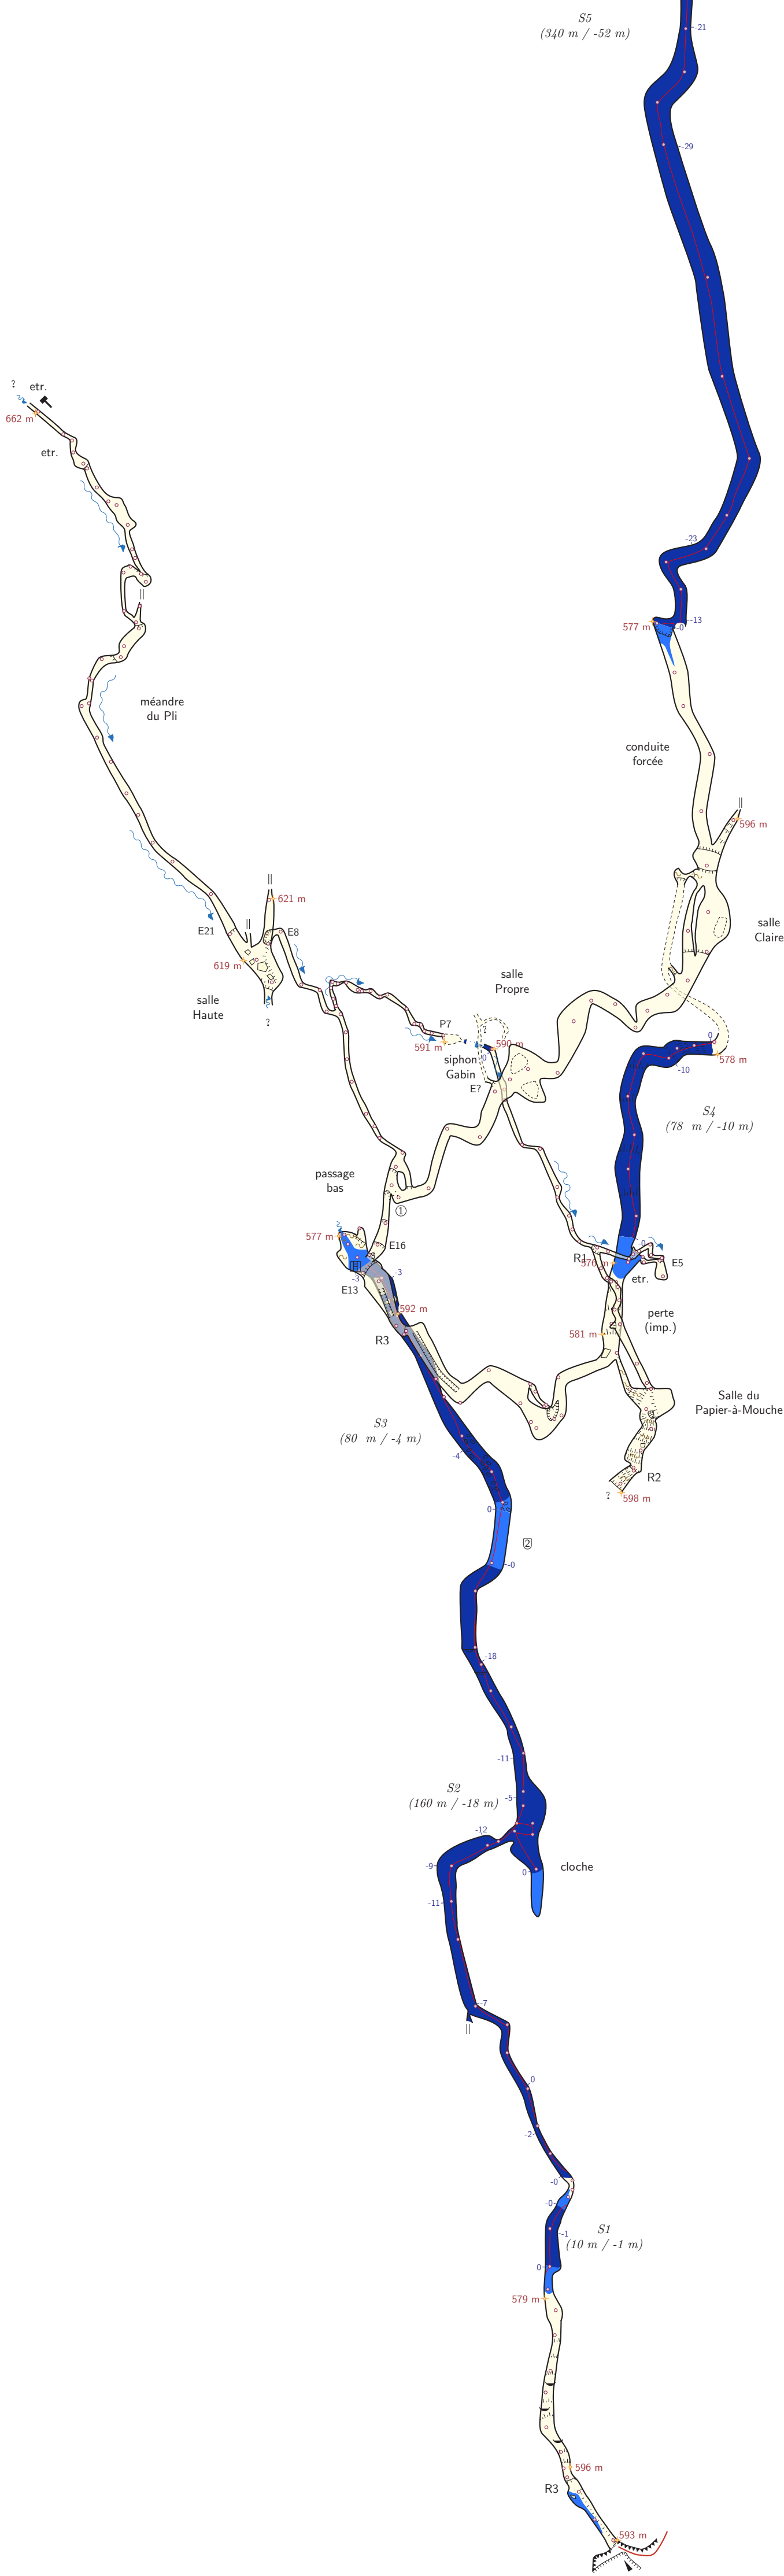 S5
(340 m / -52 m)
-21
-29
?
etr.
662 m
etr.
-23
-13
577 m
-0
méandre
du Pli
conduite
forcée
596 m
621 m
E21
E8
619 m
salle
Haute
?
salle
Claire
salle
Propre
P7
?
591 m
590 m
0
siphon
Gabin
E?
0
578 m
-10
S4
(78 m / -10 m)
passage
bas
1
577 m
E16
-0
R1
576 m
E5
etr.
-3
-3
E13
592 m
R3
perte
(imp.)
581 m
Salle du
Papier-à-Mouche
S3
(80 m / -4 m)
-4
R2
?
598 m
0
2
-0
-18
-11
S2
(160 m / -18 m)
-5
-12
-9
0
cloche
-11
-7
0
-2
-0
-0
S1
(10 m / -1 m)
-1
0
579 m
596 m
R3
593 m